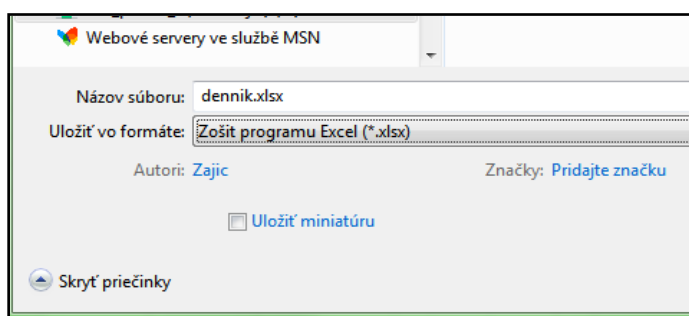 Webové servery ve službě MSN
Názov súboru: dennik.xlsx
Uložiť vo formáte: Zošit programu Excel (*.xlsx)
Autori: Zajic Značky: Pridajte značku
Uložiť miniatúru
Skryť priečinky